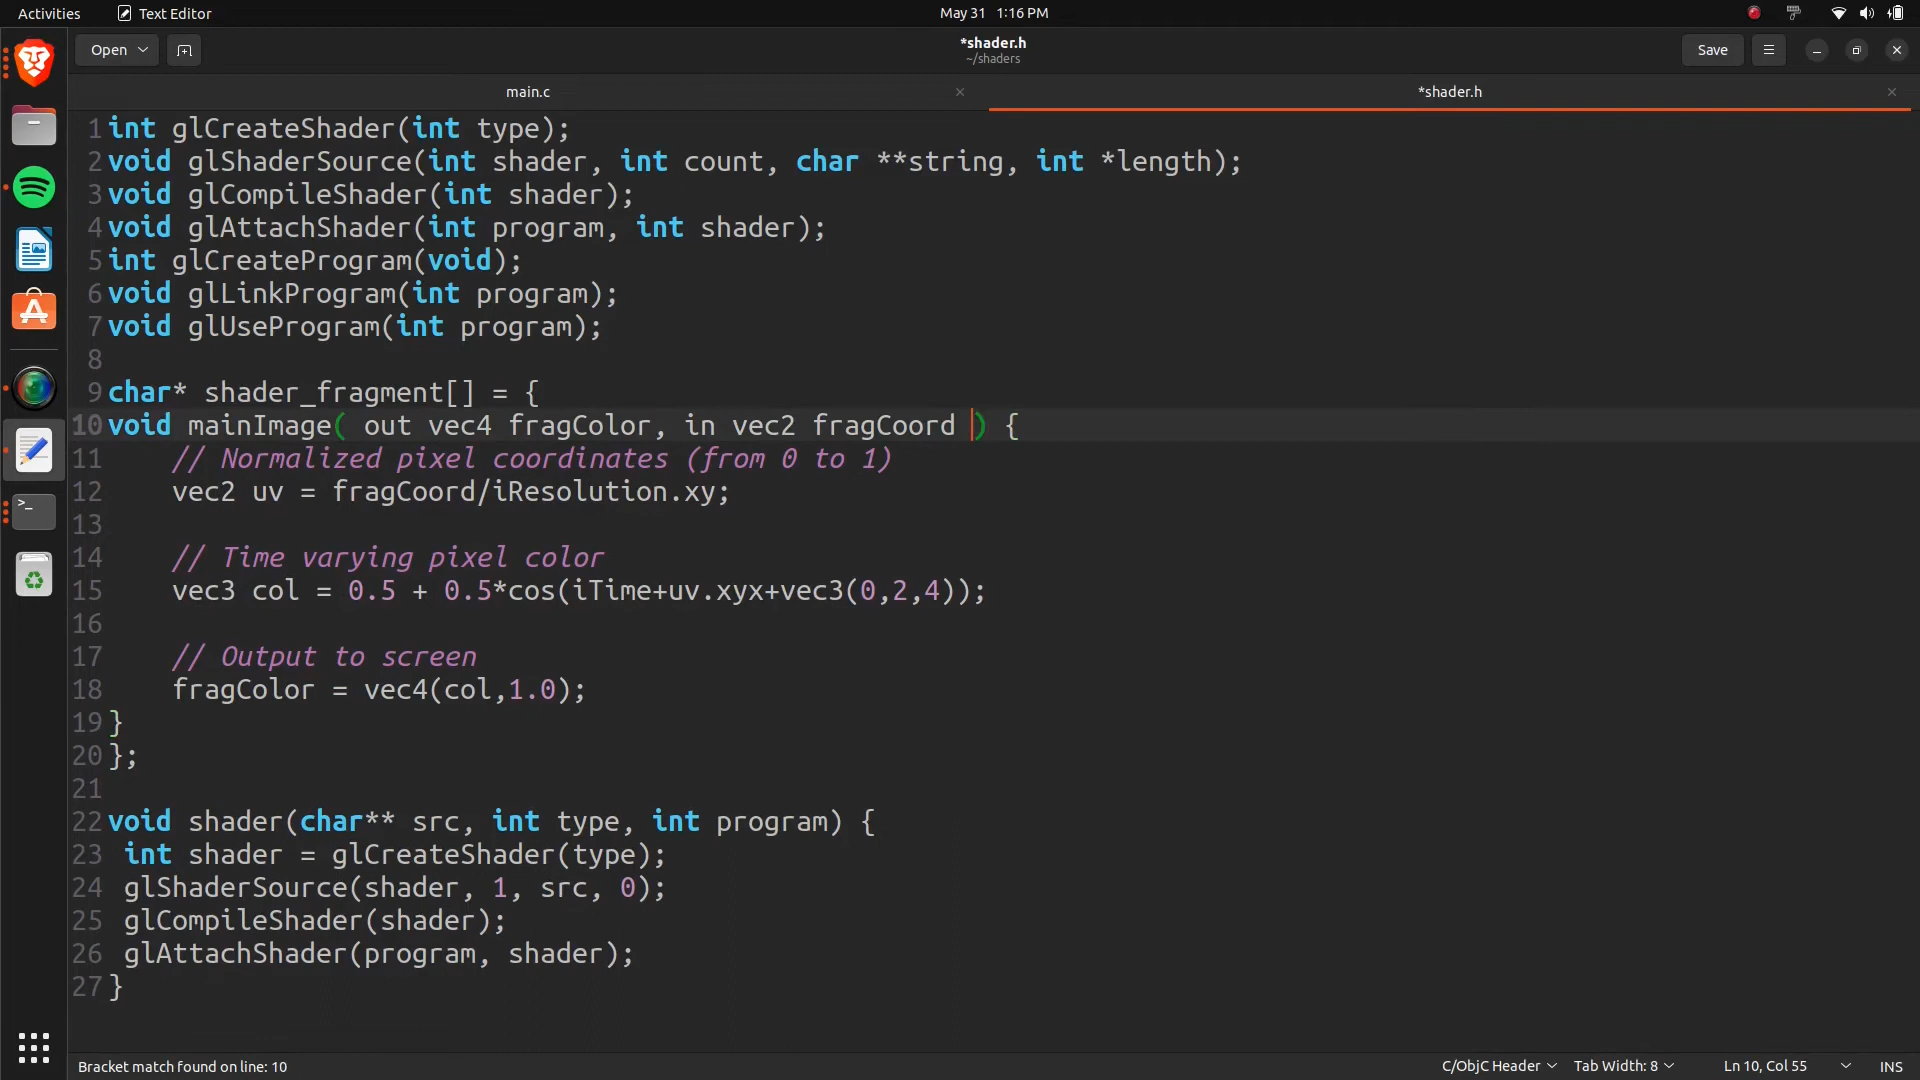 Activities Text Editor May 31 1:16 PM
Open *shader.h Save
~/shaders
main.c *shader.h
1 int glCreateShader(int type);
2 void glShaderSource(int shader, int count, char **string, int *length);
3 void glCompileShader(int shader);
4 void glAttachShader(int program, int shader);
5 int glCreateProgram(void);
6 void glLinkProgram(int program);
7 void glUseProgram(int program);
8
9 char* shader_fragment[] = {
10 void mainImage( out vec4 fragColor, in vec2 fragCoord ) {
11     // Normalized pixel coordinates (from 0 to 1)
12     vec2 uv = fragCoord/iResolution.xy;
13
14     // Time varying pixel color
15     vec3 col = 0.5 + 0.5*cos(iTime+uv.xyx+vec3(0,2,4));
16
17     // Output to screen
18     fragColor = vec4(col,1.0);
19 }
20 };
21
22 void shader(char** src, int type, int program) {
23  int shader = glCreateShader(type);
24  glShaderSource(shader, 1, src, 0);
25  glCompileShader(shader);
26  glAttachShader(program, shader);
27 }
Bracket match found on line: 10 C/ObjC Header Tab Width: 8 Ln 10, Col 55 INS